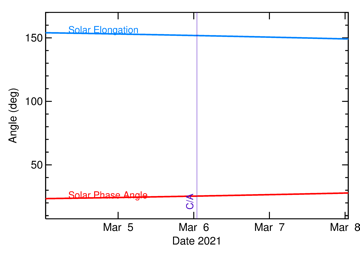 Solar Elongation
150
100
50
Angle (deg)
Solar Phase Angle
C/A
Mar 5
Mar 6
Mar 7
Mar 8
Date 2021